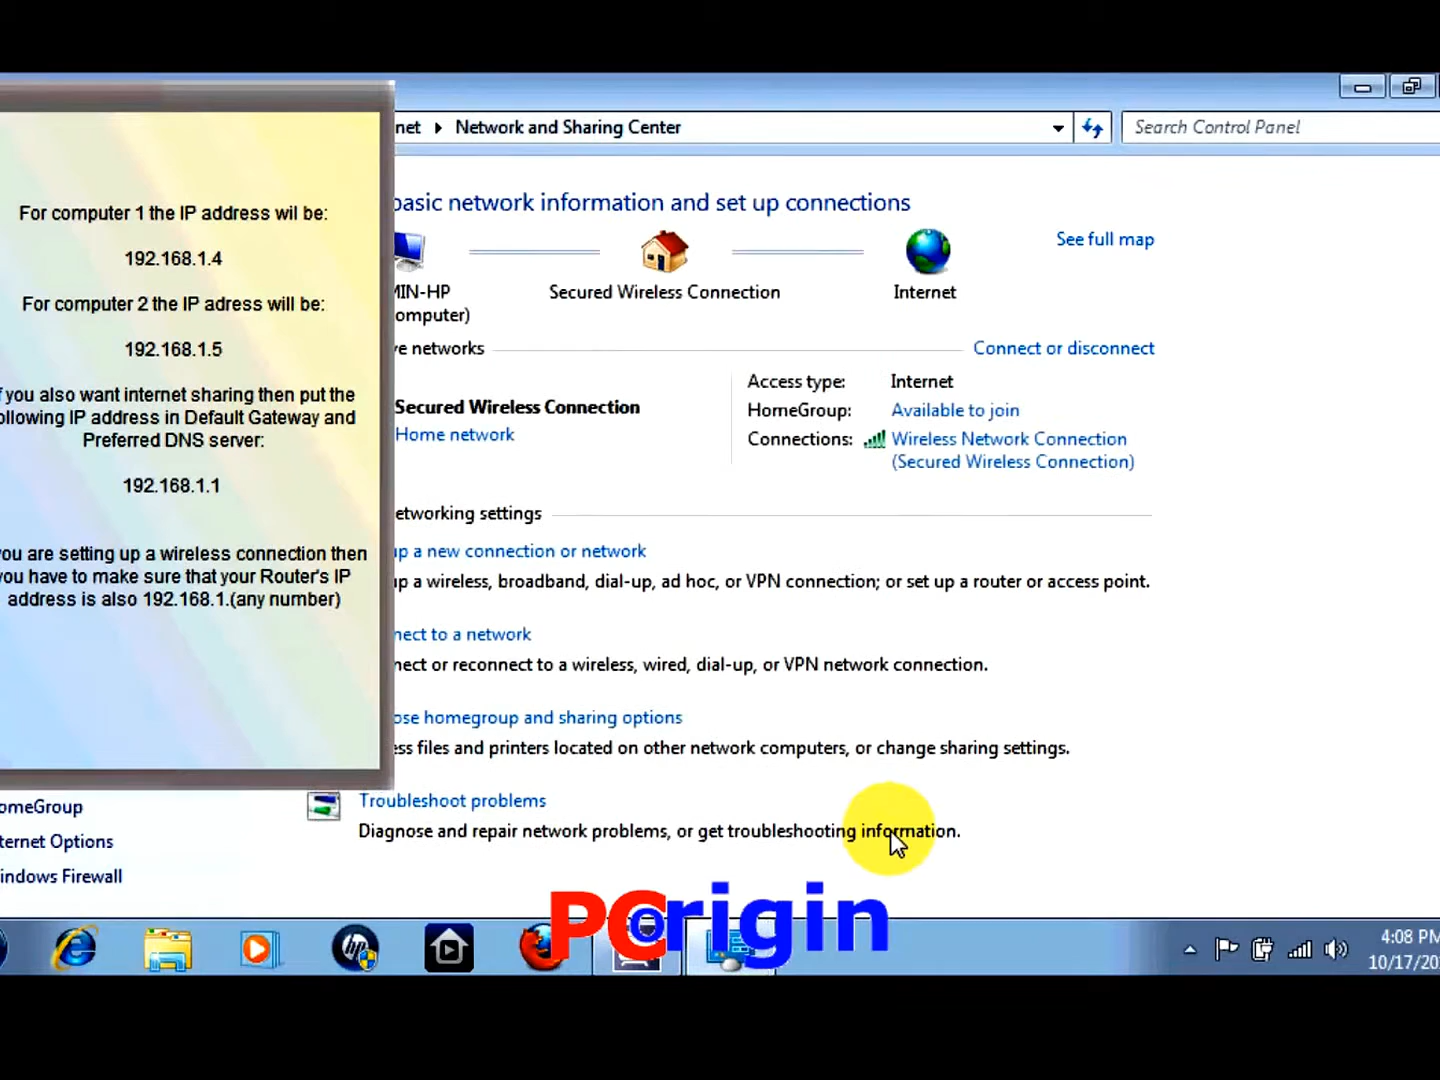 For computer 1 the IP address wil be:
192.168.1.4
For computer 2 the IP adress will be:
192.168.1.5
f you also want internet sharing then put the
ollowing IP address in Default Gateway and
Preferred DNS server:
192.168.1.1
you are setting up a wireless connection then
you have to make sure that your Router's IP
address is also 192.168.1.(any number)
net ▸ Network and Sharing Center
Search Control Panel
basic network information and set up connections
See full map
MIN-HP
omputer)
Secured Wireless Connection
Internet
ve networks
Connect or disconnect
Secured Wireless Connection
Home network
Access type: Internet
HomeGroup: Available to join
Connections: Wireless Network Connection
(Secured Wireless Connection)
etworking settings
up a new connection or network
up a wireless, broadband, dial-up, ad hoc, or VPN connection; or set up a router or access point.
nect to a network
nect or reconnect to a wireless, wired, dial-up, or VPN network connection.
ose homegroup and sharing options
ess files and printers located on other network computers, or change sharing settings.
Troubleshoot problems
Diagnose and repair network problems, or get troubleshooting information.
omeGroup
ternet Options
indows Firewall
PCorigin
hp
4:08 PM
10/17/20